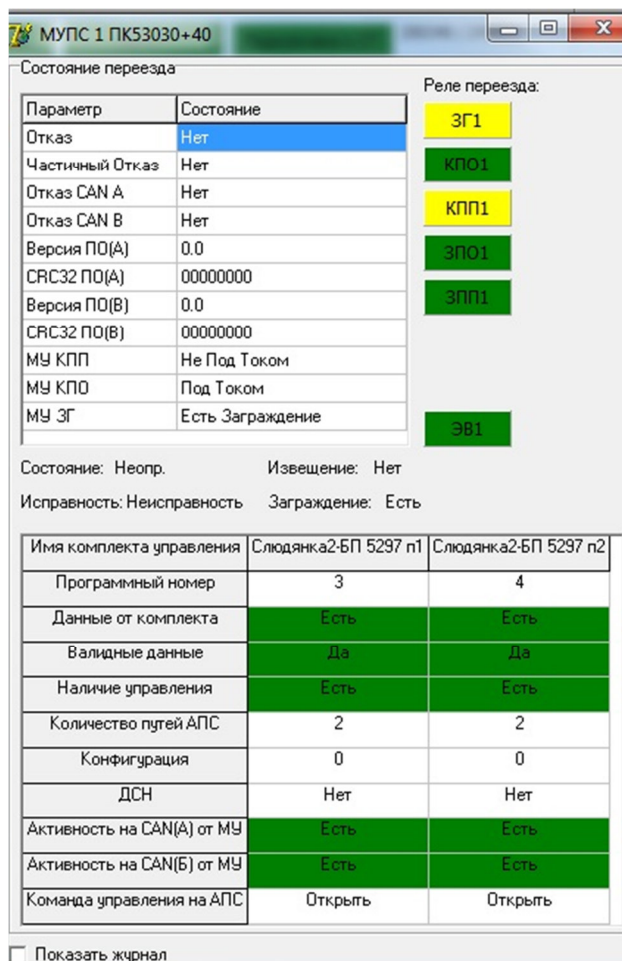 МУПС 1 ПК53030+40
Состояние переезда
Реле переезда:
Параметр Состояние
Отказ Нет
Частичный Отказ Нет
Отказ CAN A Нет
Отказ CAN B Нет
Версия ПО(А) 0.0
CRC32 ПО(А) 00000000
Версия ПО(В) 0.0
CRC32 ПО(В) 00000000
МУ КПП Не Под Током
МУ КПО Под Током
МУ ЗГ Есть Заграждение
ЗГ1
КПО1
КПП1
ЗПО1
ЗПП1
ЭВ1
Состояние: Неопр. Извещение: Нет
Исправность: Неисправность Заграждение: Есть
Имя комплекта управления Слюдянка2-БП 5297 п1 Слюдянка2-БП 5297 п2
Программный номер 3 4
Данные от комплекта Есть Есть
Валидные данные Да Да
Наличие управления Есть Есть
Количество путей АПС 2 2
Конфигурация 0 0
ДСН Нет Нет
Активность на CAN(А) от МУ Есть Есть
Активность на CAN(Б) от МУ Есть Есть
Команда управления на АПС Открыть Открыть
Показать журнал